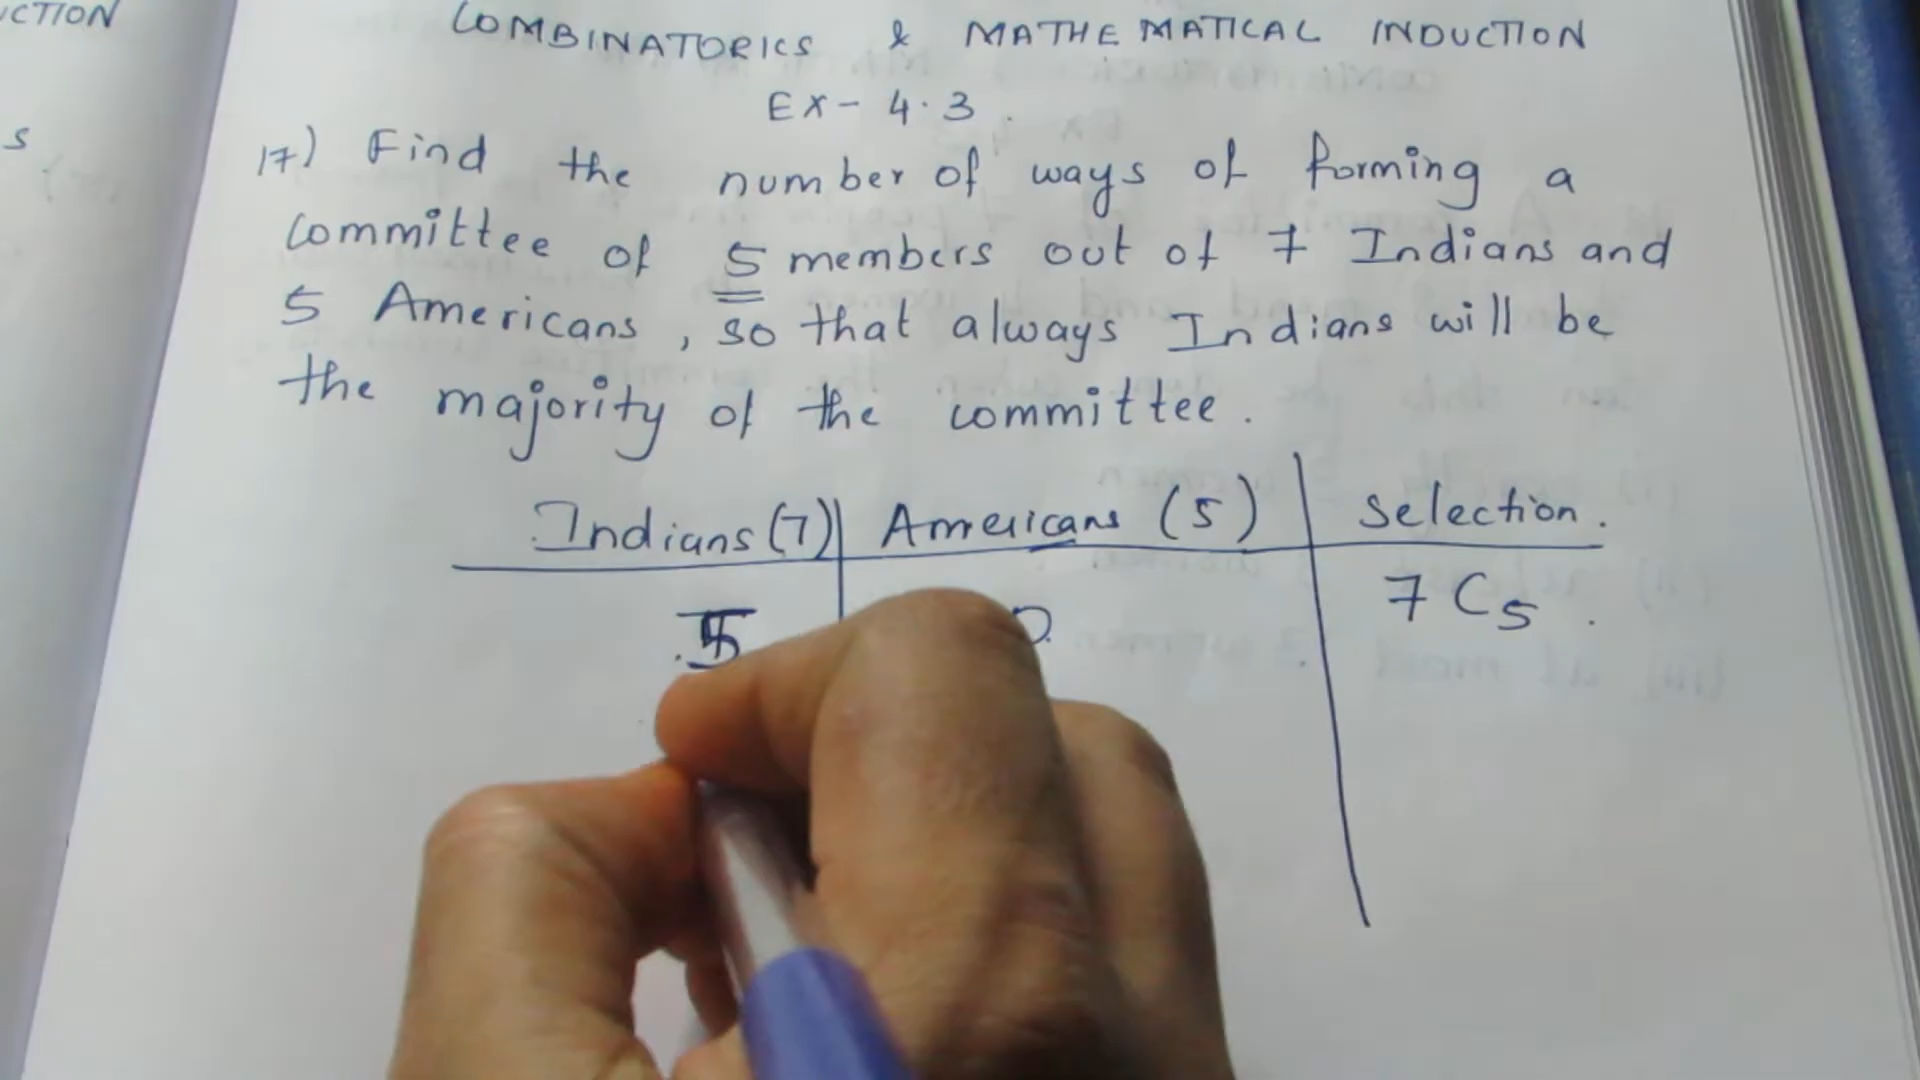 UCTION
COMBINATORICS & MATHEMATICAL INDUCTION
EX- 4.3.
s
17) Find the number of ways of forming a
committee of 5 members out of 7 Indians and
5 Americans, so that always Indians will be
the majority of the committee.
Indians (7) Americans (5) Selection.
5 0 7C5.